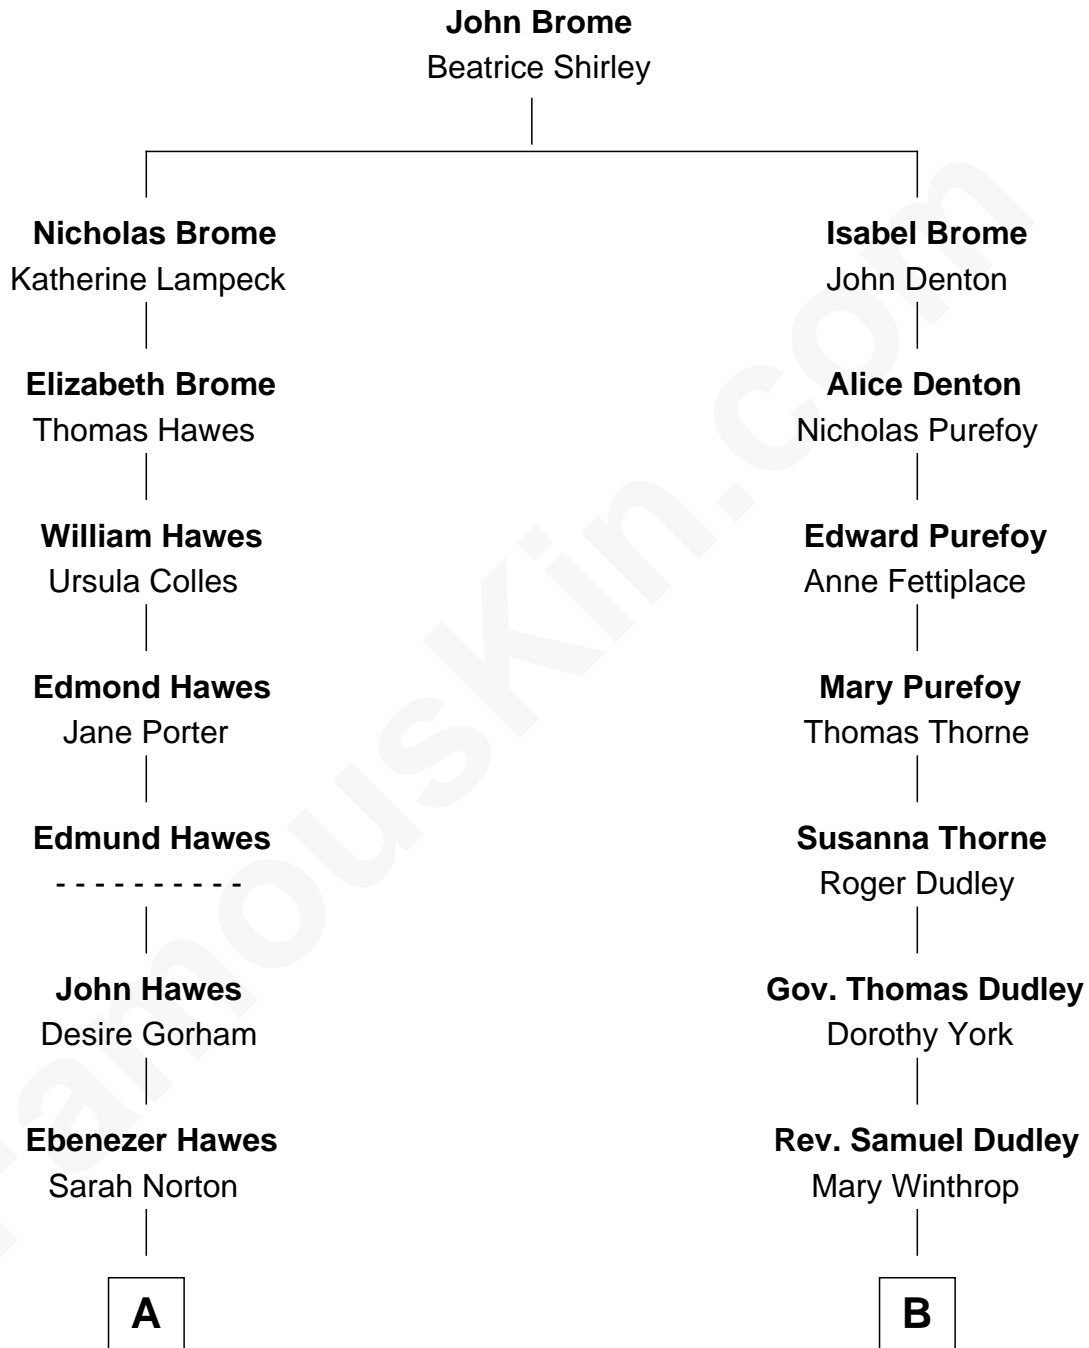 John Brome
Beatrice Shirley
Nicholas Brome
Katherine Lampeck
Isabel Brome
John Denton
Elizabeth Brome
Thomas Hawes
Alice Denton
Nicholas Purefoy
William Hawes
Ursula Colles
Edward Purefoy
Anne Fettiplace
Edmond Hawes
Jane Porter
Mary Purefoy
Thomas Thorne
Edmund Hawes
- - - - - - - - - -
Susanna Thorne
Roger Dudley
John Hawes
Desire Gorham
Gov. Thomas Dudley
Dorothy York
Ebenezer Hawes
Sarah Norton
Rev. Samuel Dudley
Mary Winthrop
A
B
FamousKin.com